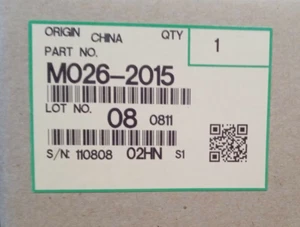 ORIGIN CHINA QTY
PART NO. 1
M026-2015
LOT NO. 08 0811
S/N: 110808 02HN S1